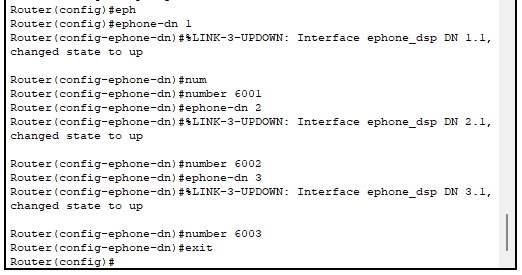 Router(config)#eph
Router(config)#ephone-dn 1
Router(config-ephone-dn)#%LINK-3-UPDOWN: Interface ephone_dsp DN 1.1,
changed state to up
Router(config-ephone-dn)#num
Router(config-ephone-dn)#number 6001
Router(config-ephone-dn)#ephone-dn 2
Router(config-ephone-dn)#%LINK-3-UPDOWN: Interface ephone_dsp DN 2.1,
changed state to up
Router(config-ephone-dn)#number 6002
Router(config-ephone-dn)#ephone-dn 3
Router(config-ephone-dn)#%LINK-3-UPDOWN: Interface ephone_dsp DN 3.1,
changed state to up
Router(config-ephone-dn)#number 6003
Router(config-ephone-dn)#exit
Router(config)#